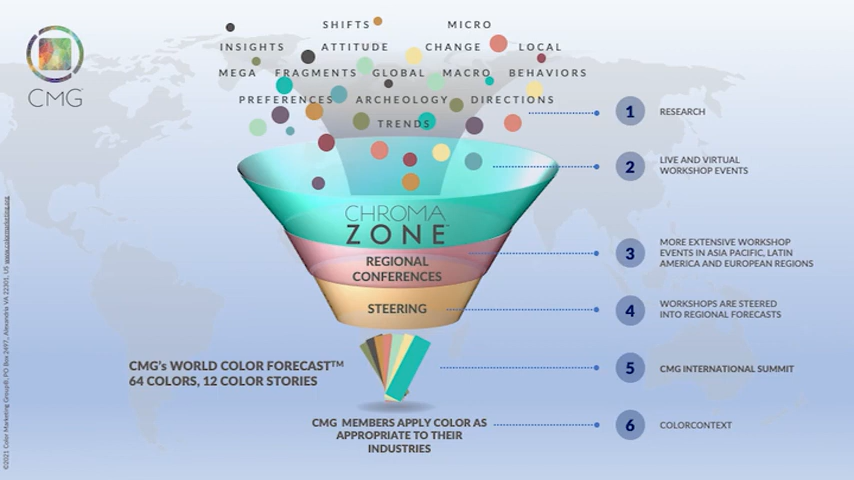 SHIFTS MICRO
INSIGHTS ATTITUDE CHANGE LOCAL
MEGA FRAGMENTS GLOBAL MACRO BEHAVIORS
PREFERENCES ARCHEOLOGY DIRECTIONS
TRENDS
CMG
1 RESEARCH
2 LIVE AND VIRTUAL
WORKSHOP EVENTS
CHROMA
ZONE™
REGIONAL
CONFERENCES
3 MORE EXTENSIVE WORKSHOP
EVENTS IN ASIA PACIFIC, LATIN
AMERICA AND EUROPEAN REGIONS
STEERING
4 WORKSHOPS ARE STEERED
INTO REGIONAL FORECASTS
CMG's WORLD COLOR FORECAST™
64 COLORS, 12 COLOR STORIES
5 CMG INTERNATIONAL SUMMIT
CMG MEMBERS APPLY COLOR AS
APPROPRIATE TO THEIR
INDUSTRIES
6 COLORCONTEXT
©2021 Color Marketing Group®, PO Box 2497, Alexandria VA 22301, US www.colormarketing.org